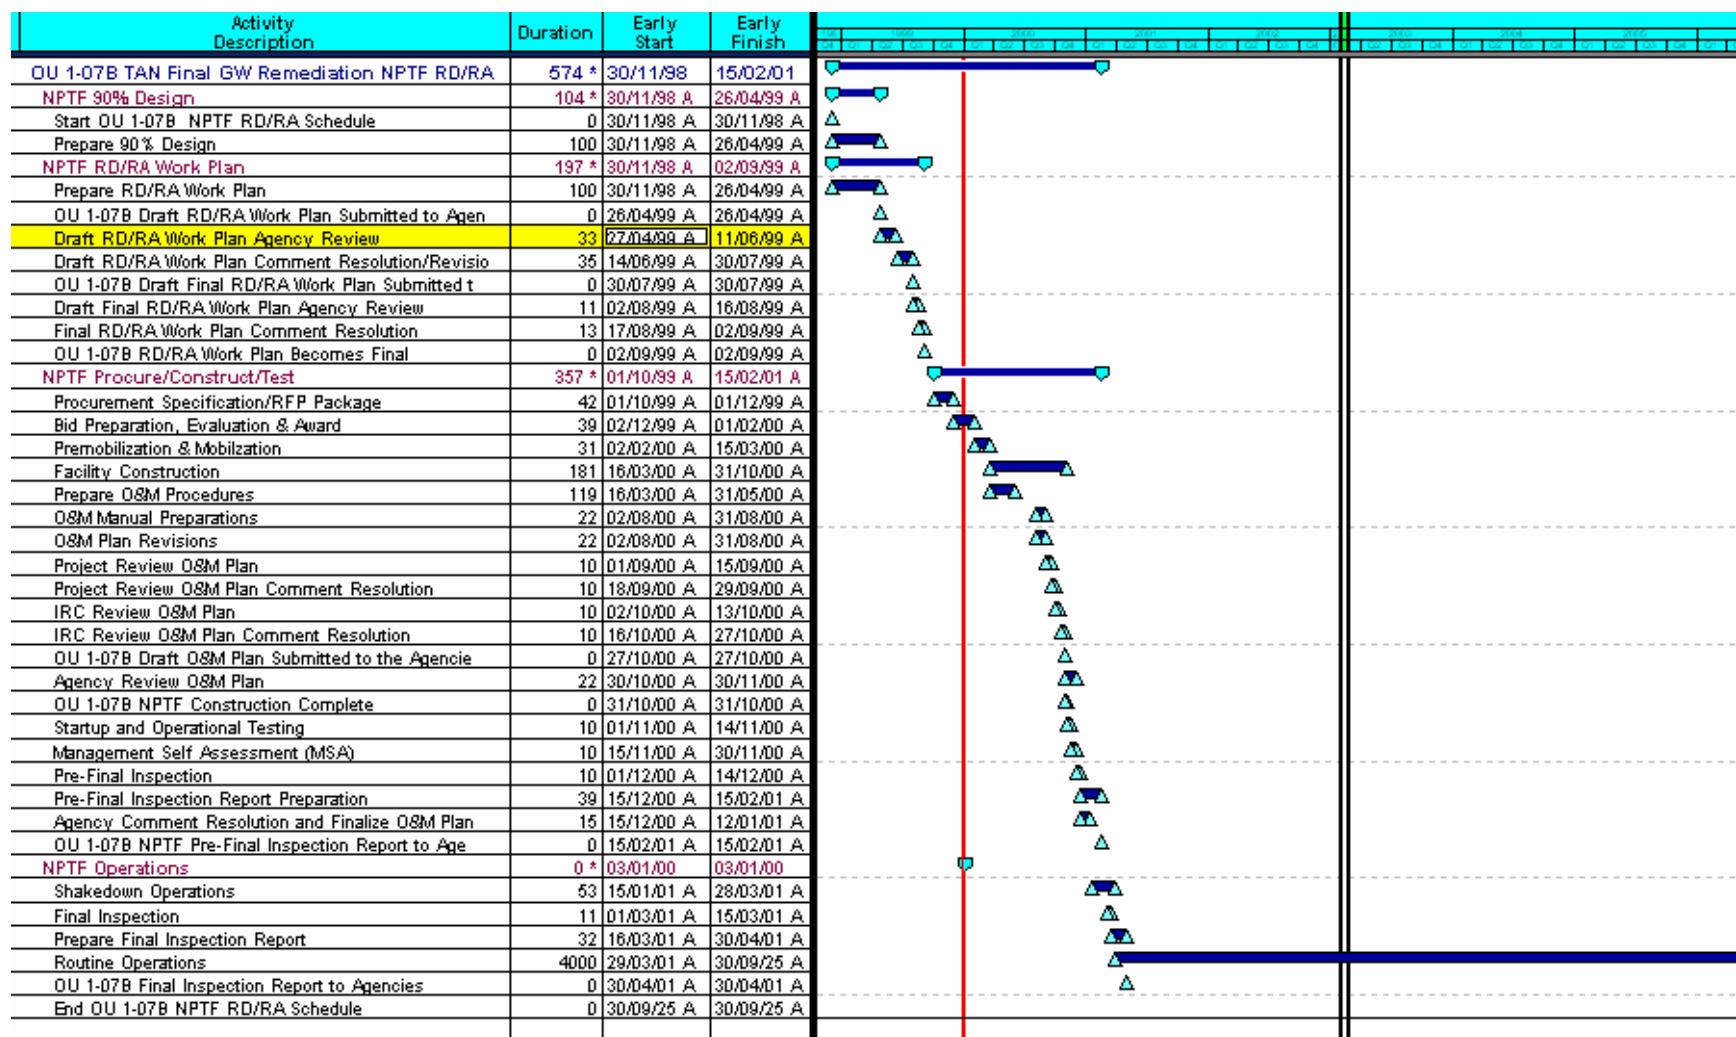 Activity Description Duration Early Start Early Finish
1999 2000 2001 2002 2003 2004 2005
OU 1-07B TAN Final GW Remediation NPTF RD/RA 574 * 30/11/98 15/02/01
NPTF 90% Design 104 * 30/11/98 A 26/04/99 A
Start OU 1-07B NPTF RD/RA Schedule 0 30/11/98 A 30/11/98 A
Prepare 90% Design 100 30/11/98 A 26/04/99 A
NPTF RD/RA Work Plan 197 * 30/11/98 A 02/09/99 A
Prepare RD/RA Work Plan 100 30/11/98 A 26/04/99 A
OU 1-07B Draft RD/RA Work Plan Submitted to Agen 0 26/04/99 A 26/04/99 A
Draft RD/RA Work Plan Agency Review 33 27/04/99 A 11/06/99 A
Draft RD/RA Work Plan Comment Resolution/Revisio 35 14/06/99 A 30/07/99 A
OU 1-07B Draft Final RD/RA Work Plan Submitted t 0 30/07/99 A 30/07/99 A
Draft Final RD/RA Work Plan Agency Review 11 02/08/99 A 16/08/99 A
Final RD/RA Work Plan Comment Resolution 13 17/08/99 A 02/09/99 A
OU 1-07B RD/RA Work Plan Becomes Final 0 02/09/99 A 02/09/99 A
NPTF Procure/Construct/Test 357 * 01/10/99 A 15/02/01 A
Procurement Specification/RFP Package 42 01/10/99 A 01/12/99 A
Bid Preparation, Evaluation & Award 39 02/12/99 A 01/02/00 A
Premobilization & Mobilzation 31 02/02/00 A 15/03/00 A
Facility Construction 181 16/03/00 A 31/10/00 A
Prepare O&M Procedures 119 16/03/00 A 31/05/00 A
O&M Manual Preparations 22 02/08/00 A 31/08/00 A
O&M Plan Revisions 22 02/08/00 A 31/08/00 A
Project Review O&M Plan 10 01/09/00 A 15/09/00 A
Project Review O&M Plan Comment Resolution 10 18/09/00 A 29/09/00 A
IRC Review O&M Plan 10 02/10/00 A 13/10/00 A
IRC Review O&M Plan Comment Resolution 10 16/10/00 A 27/10/00 A
OU 1-07B Draft O&M Plan Submitted to the Agencie 0 27/10/00 A 27/10/00 A
Agency Review O&M Plan 22 30/10/00 A 30/11/00 A
OU 1-07B NPTF Construction Complete 0 31/10/00 A 31/10/00 A
Startup and Operational Testing 10 01/11/00 A 14/11/00 A
Management Self Assessment (MSA) 10 15/11/00 A 30/11/00 A
Pre-Final Inspection 10 01/12/00 A 14/12/00 A
Pre-Final Inspection Report Preparation 39 15/12/00 A 15/02/01 A
Agency Comment Resolution and Finalize O&M Plan 15 15/12/00 A 12/01/01 A
OU 1-07B NPTF Pre-Final Inspection Report to Age 0 15/02/01 A 15/02/01 A
NPTF Operations 0 * 03/01/00 03/01/00
Shakedown Operations 53 15/01/01 A 28/03/01 A
Final Inspection 11 01/03/01 A 15/03/01 A
Prepare Final Inspection Report 32 16/03/01 A 30/04/01 A
Routine Operations 4000 29/03/01 A 30/09/25 A
OU 1-07B Final Inspection Report to Agencies 0 30/04/01 A 30/04/01 A
End OU 1-07B NPTF RD/RA Schedule 0 30/09/25 A 30/09/25 A